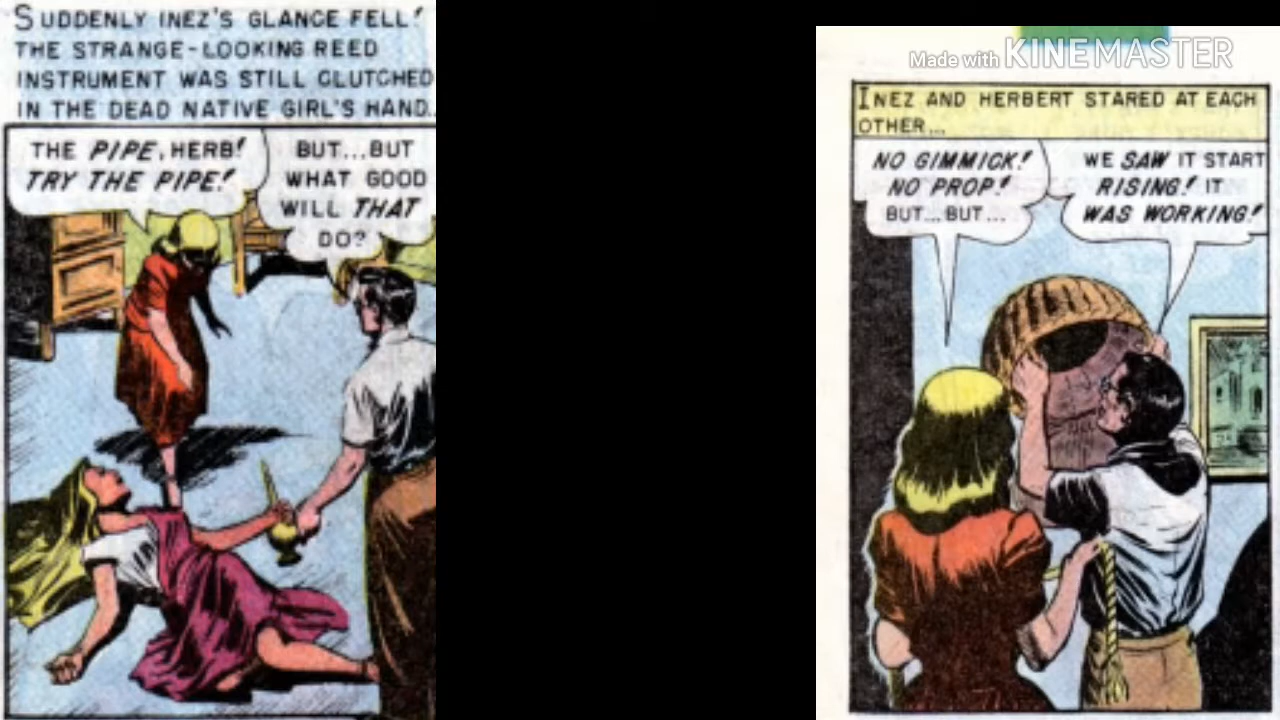 SUDDENLY INEZ'S GLANCE FELL!
THE STRANGE-LOOKING REED
INSTRUMENT WAS STILL CLUTCHED
IN THE DEAD NATIVE GIRL'S HAND..
THE PIPE, HERB!
TRY THE PIPE!
BUT...BUT
WHAT GOOD
WILL THAT
DO?
Made with KINEMASTER
INEZ AND HERBERT STARED AT EACH
OTHER...
NO GIMMICK!
NO PROP!
BUT...BUT...
WE SAW IT START
RISING! IT
WAS WORKING!